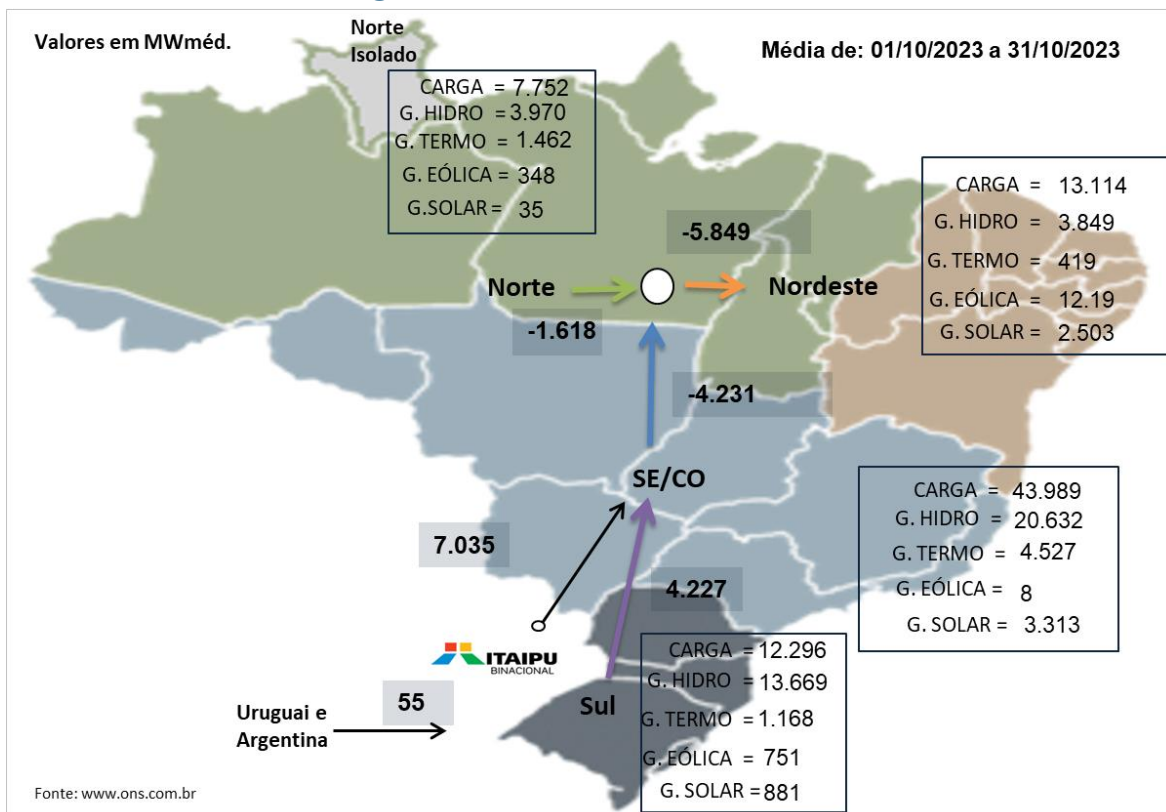 Valores em MWméd.
Norte
Isolado
Média de: 01/10/2023 a 31/10/2023
CARGA = 7.752
G. HIDRO = 3.970
G. TERMO = 1.462
G. EÓLICA = 348
G.SOLAR = 35
CARGA = 13.114
G. HIDRO = 3.849
G. TERMO = 419
G. EÓLICA = 12.19
G. SOLAR = 2.503
-5.849
Norte
Nordeste
-1.618
-4.231
SE/CO
CARGA = 43.989
G. HIDRO = 20.632
G. TERMO = 4.527
G. EÓLICA = 8
G. SOLAR = 3.313
7.035
4.227
ITAIPU
BINACIONAL
CARGA =12.296
G. HIDRO =13.669
G. TERMO = 1.168
G. EÓLICA = 751
G. SOLAR =881
Sul
55
Uruguai e
Argentina
Fonte: www.ons.com.br